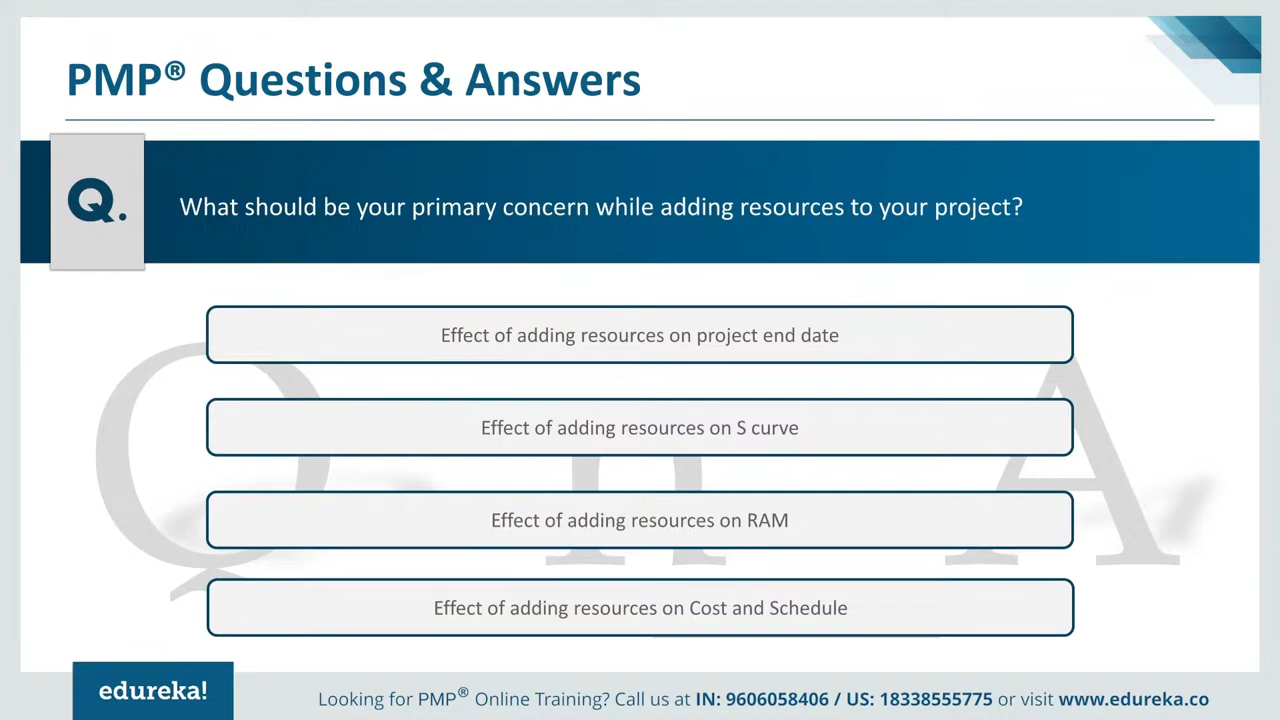 PMP® Questions & Answers
Q.
What should be your primary concern while adding resources to your project?
Effect of adding resources on project end date
Effect of adding resources on S curve
Effect of adding resources on RAM
Effect of adding resources on Cost and Schedule
Q n A
edureka!
Looking for PMP® Online Training? Call us at IN: 9606058406 / US: 18338555775 or visit www.edureka.co